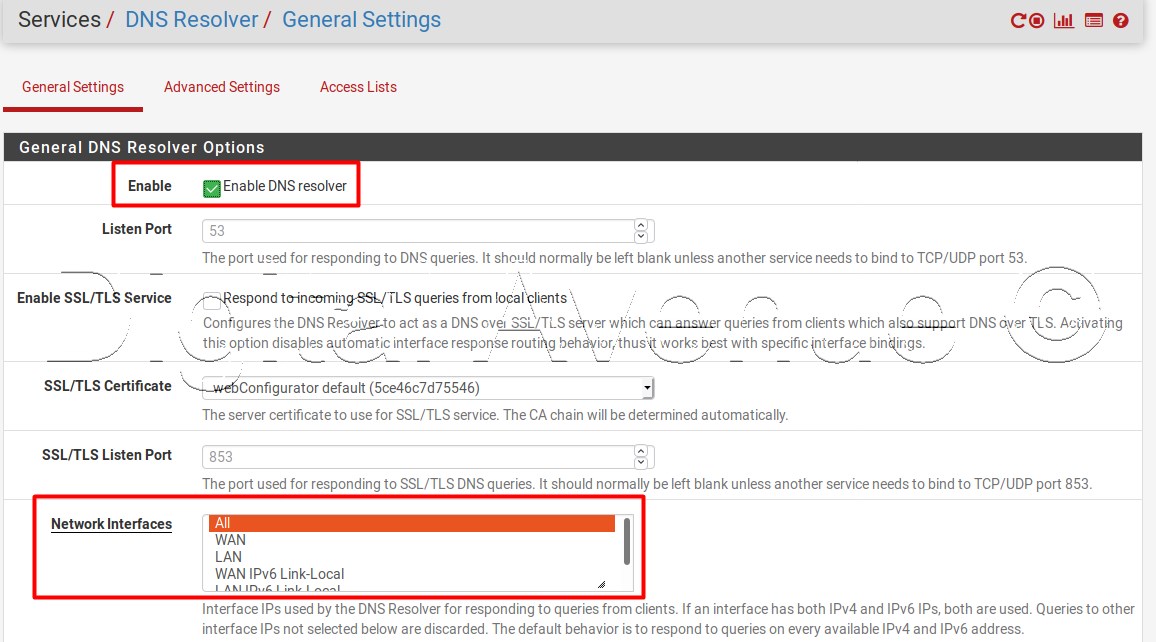 Services / DNS Resolver / General Settings
General Settings Advanced Settings Access Lists
General DNS Resolver Options
Enable Enable DNS resolver
Listen Port 53
The port used for responding to DNS queries. It should normally be left blank unless another service needs to bind to TCP/UDP port 53.
Enable SSL/TLS Service Respond to incoming SSL/TLS queries from local clients
Configures the DNS Resolver to act as a DNS over SSL/TLS server which can answer queries from clients which also support DNS over TLS. Activating
this option disables automatic interface response routing behavior, thus it works best with specific interface bindings.
SSL/TLS Certificate webConfigurator default (5ce46c7d75546)
The server certificate to use for SSL/TLS service. The CA chain will be determined automatically.
SSL/TLS Listen Port 853
The port used for responding to SSL/TLS DNS queries. It should normally be left blank unless another service needs to bind to TCP/UDP port 853.
Network Interfaces All
WAN
LAN
WAN IPv6 Link-Local
LAN IPv6 Link-Local
Interface IPs used by the DNS Resolver for responding to queries from clients. If an interface has both IPv4 and IPv6 IPs, both are used. Queries to other
interface IPs not selected below are discarded. The default behavior is to respond to queries on every available IPv4 and IPv6 address.